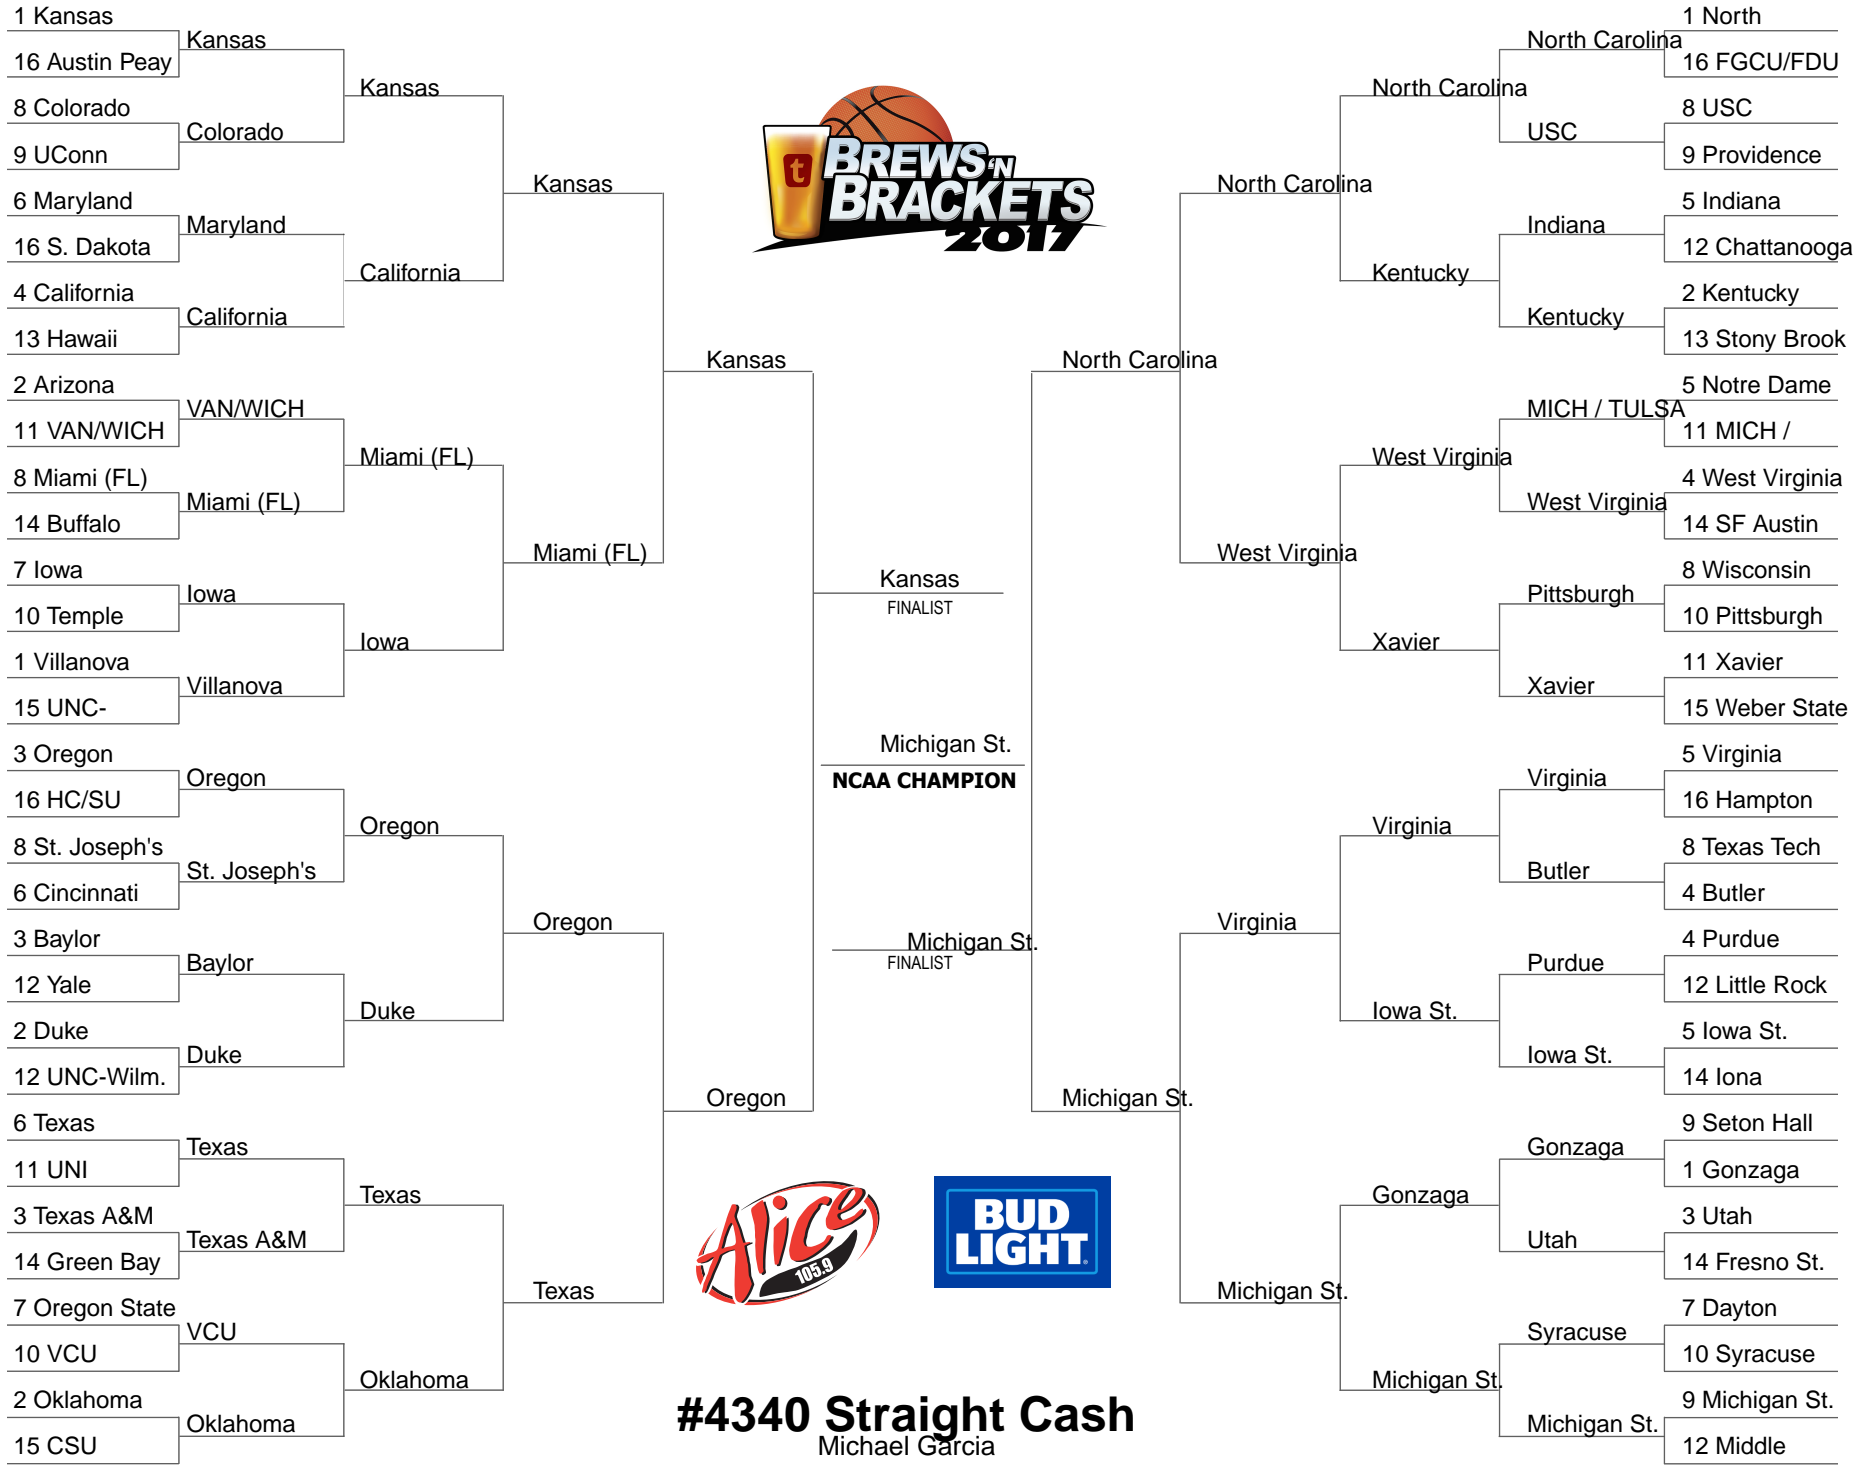 1 Kansas
16 Austin Peay
8 Colorado
9 UConn
6 Maryland
16 S. Dakota
4 California
13 Hawaii
2 Arizona
11 VAN/WICH
8 Miami (FL)
14 Buffalo
7 Iowa
10 Temple
1 Villanova
15 UNC-
3 Oregon
16 HC/SU
8 St. Joseph's
6 Cincinnati
3 Baylor
12 Yale
2 Duke
12 UNC-Wilm.
6 Texas
11 UNI
3 Texas A&M
14 Green Bay
7 Oregon State
10 VCU
2 Oklahoma
15 CSU
Kansas
Colorado
Maryland
California
VAN/WICH
Miami (FL)
Iowa
Villanova
Oregon
St. Joseph's
Baylor
Duke
Texas
Texas A&M
VCU
Oklahoma
Kansas
California
Miami (FL)
Iowa
Oregon
Duke
Texas
Oklahoma
Kansas
Miami (FL)
Oregon
Texas
Kansas
Oregon
t
BREWS 'N
BRACKETS
2017
Kansas
FINALIST
Michigan St.
NCAA CHAMPION
Michigan St.
FINALIST
Alice
105.9
BUD
LIGHT
#4340 Straight Cash
Michael Garcia
North Carolina
Michigan St.
North Carolina
West Virginia
Virginia
Michigan St.
North Carolina
Kentucky
West Virginia
Xavier
Virginia
Iowa St.
Gonzaga
Michigan St.
North Carolina
USC
Indiana
Kentucky
MICH / TULSA
West Virginia
Pittsburgh
Xavier
Virginia
Butler
Purdue
Iowa St.
Gonzaga
Utah
Syracuse
Michigan St.
1 North
16 FGCU/FDU
8 USC
9 Providence
5 Indiana
12 Chattanooga
2 Kentucky
13 Stony Brook
5 Notre Dame
11 MICH /
4 West Virginia
14 SF Austin
8 Wisconsin
10 Pittsburgh
11 Xavier
15 Weber State
5 Virginia
16 Hampton
8 Texas Tech
4 Butler
4 Purdue
12 Little Rock
5 Iowa St.
14 Iona
9 Seton Hall
1 Gonzaga
3 Utah
14 Fresno St.
7 Dayton
10 Syracuse
9 Michigan St.
12 Middle